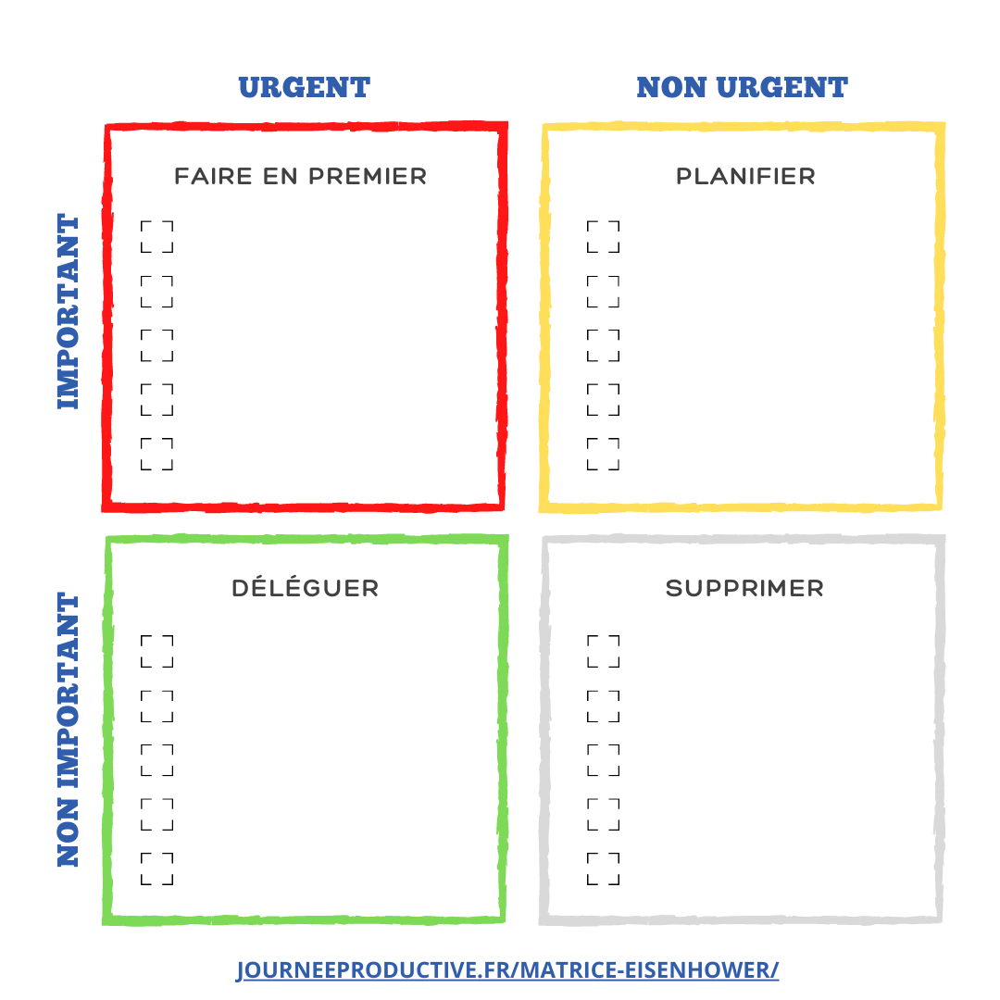 URGENT
NON URGENT
IMPORTANT
FAIRE EN PREMIER
PLANIFIER
NON IMPORTANT
DÉLÉGUER
SUPPRIMER
JOURNEEPRODUCTIVE.FR/MATRICE-EISENHOWER/